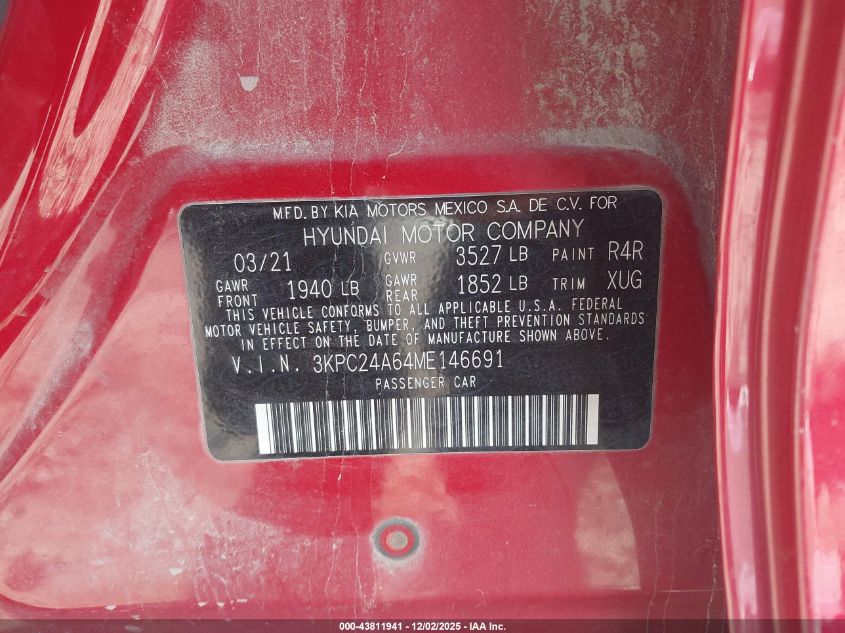 MFD. BY KIA MOTORS MEXICO S.A. DE C.V. FOR
HYUNDAI MOTOR COMPANY
03/21 GVWR 3527 LB PAINT R4R
GAWR FRONT 1940 LB GAWR REAR 1852 LB TRIM XUG
THIS VEHICLE CONFORMS TO ALL APPLICABLE U.S.A. FEDERAL
MOTOR VEHICLE SAFETY, BUMPER, AND THEFT PREVENTION STANDARDS
IN EFFECT ON THE DATE OF MANUFACTURE SHOWN ABOVE.
V.I.N. 3KPC24A64ME146691
PASSENGER CAR
000-43811941 - 12/02/2025 - IAA Inc.